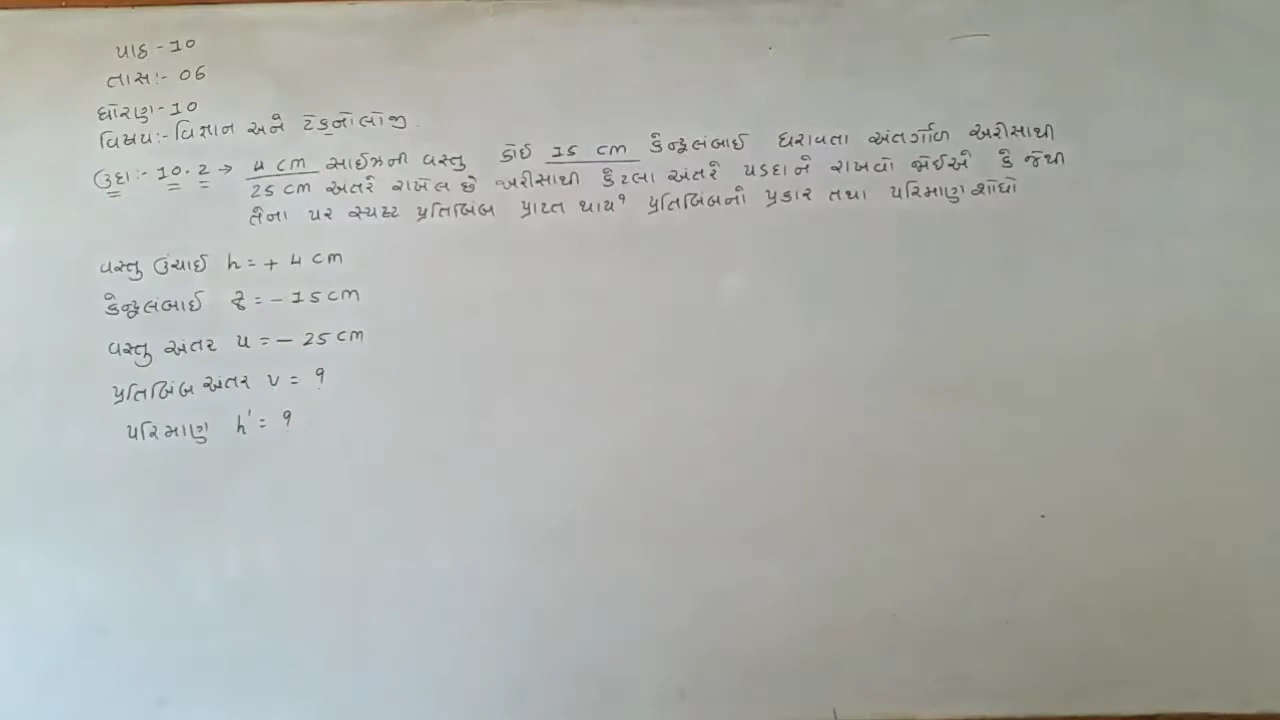 પાઠ - 10
તાસ :- 06
ધોરણ - 10
વિષય :- વિજ્ઞાન અને ટેકનોલોજી.
ઉદા :- 10.2 → 4 cm સાઈઝની વસ્તુ કોઈ 15 cm કેન્દ્રલંબાઈ ધરાવતા અંતર્ગોળ અરીસાથી
25 cm અંતરે રાખેલ છે અરીસાથી કેટલા અંતરે પડદાને રાખવો જોઈએ કે જેથી
તેના પર સ્પષ્ટ પ્રતિબિંબ પ્રાપ્ત થાય? પ્રતિબિંબનો પ્રકાર તથા પરિમાણ શોધો
વસ્તુ ઉંચાઈ h = + 4 cm
કેન્દ્રલંબાઈ f = - 15 cm
વસ્તુ અંતર u = - 25 cm
પ્રતિબિંબ અંતર v = ?
પરિમાણ h' = ?